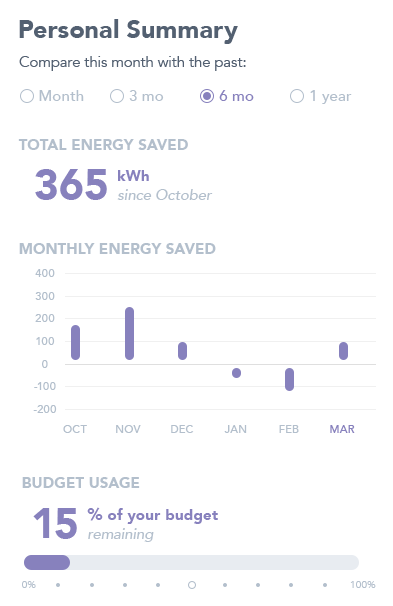 Personal Summary
Compare this month with the past:
Month 3 mo 6 mo 1 year
TOTAL ENERGY SAVED
365 kWh
since October
MONTHLY ENERGY SAVED
400
300
200
100
0
-100
-200
OCT NOV DEC JAN FEB MAR
BUDGET USAGE
15 % of your budget
remaining
0% 100%